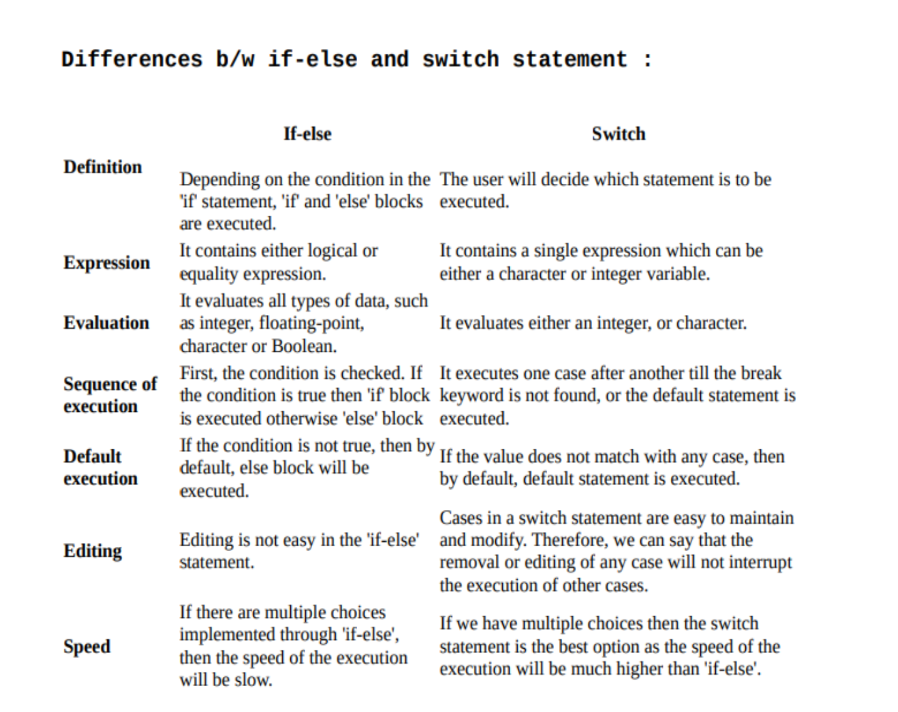 Differences b/w if-else and switch statement :
If-else Switch
Definition
Depending on the condition in the
'if' statement, 'if' and 'else' blocks
are executed.
The user will decide which statement is to be
executed.
Expression
It contains either logical or
equality expression.
It contains a single expression which can be
either a character or integer variable.
Evaluation
It evaluates all types of data, such
as integer, floating-point,
character or Boolean.
It evaluates either an integer, or character.
Sequence of
execution
First, the condition is checked. If
the condition is true then 'if' block
is executed otherwise 'else' block
It executes one case after another till the break
keyword is not found, or the default statement is
executed.
Default
execution
If the condition is not true, then by
default, else block will be
executed.
If the value does not match with any case, then
by default, default statement is executed.
Editing
Editing is not easy in the 'if-else'
statement.
Cases in a switch statement are easy to maintain
and modify. Therefore, we can say that the
removal or editing of any case will not interrupt
the execution of other cases.
Speed
If there are multiple choices
implemented through 'if-else',
then the speed of the execution
will be slow.
If we have multiple choices then the switch
statement is the best option as the speed of the
execution will be much higher than 'if-else'.